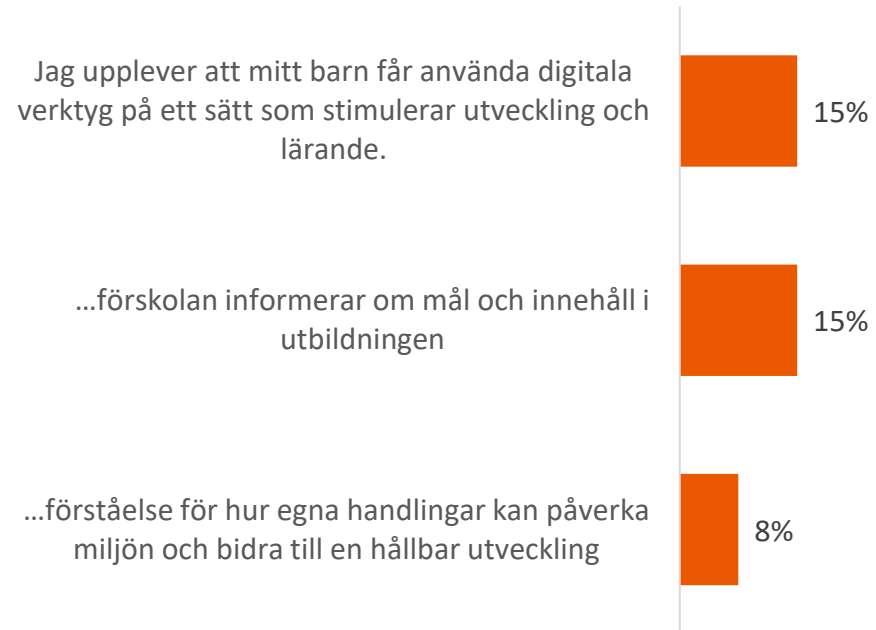 Jag upplever att mitt barn får använda digitala
verktyg på ett sätt som stimulerar utveckling och
lärande.
15%
...förskolan informerar om mål och innehåll i
utbildningen
15%
...förståelse för hur egna handlingar kan påverka
miljön och bidra till en hållbar utveckling
8%